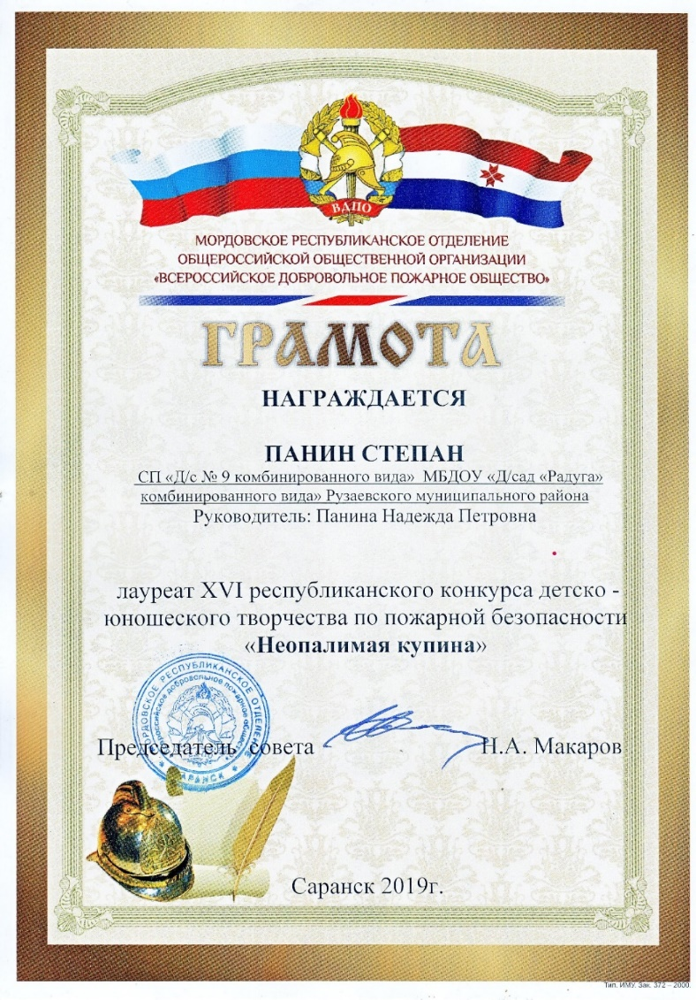 ВДПО
МОРДОВСКОЕ РЕСПУБЛИКАНСКОЕ ОТДЕЛЕНИЕ
ОБЩЕРОССИЙСКОЙ ОБЩЕСТВЕННОЙ ОРГАНИЗАЦИИ
«ВСЕРОССИЙСКОЕ ДОБРОВОЛЬНОЕ ПОЖАРНОЕ ОБЩЕСТВО»
ГРАМОТА
НАГРАЖДАЕТСЯ
ПАНИН СТЕПАН
СП «Д/с № 9 комбинированного вида» МБДОУ «Д/сад «Радуга»
комбинированного вида» Рузаевского муниципального района
Руководитель: Панина Надежда Петровна
лауреат XVI республиканского конкурса детско -
юношеского творчества по пожарной безопасности
«Неопалимая купина»
МОРДОВСКОЕ РЕСПУБЛИКАНСКОЕ ОТДЕЛЕНИЕ
Всероссийское добровольное пожарное общество
САРАНСК
Председатель совета Н.А. Макаров
Саранск 2019г.
Тип. ИМУ. Зак. 372 – 2000.